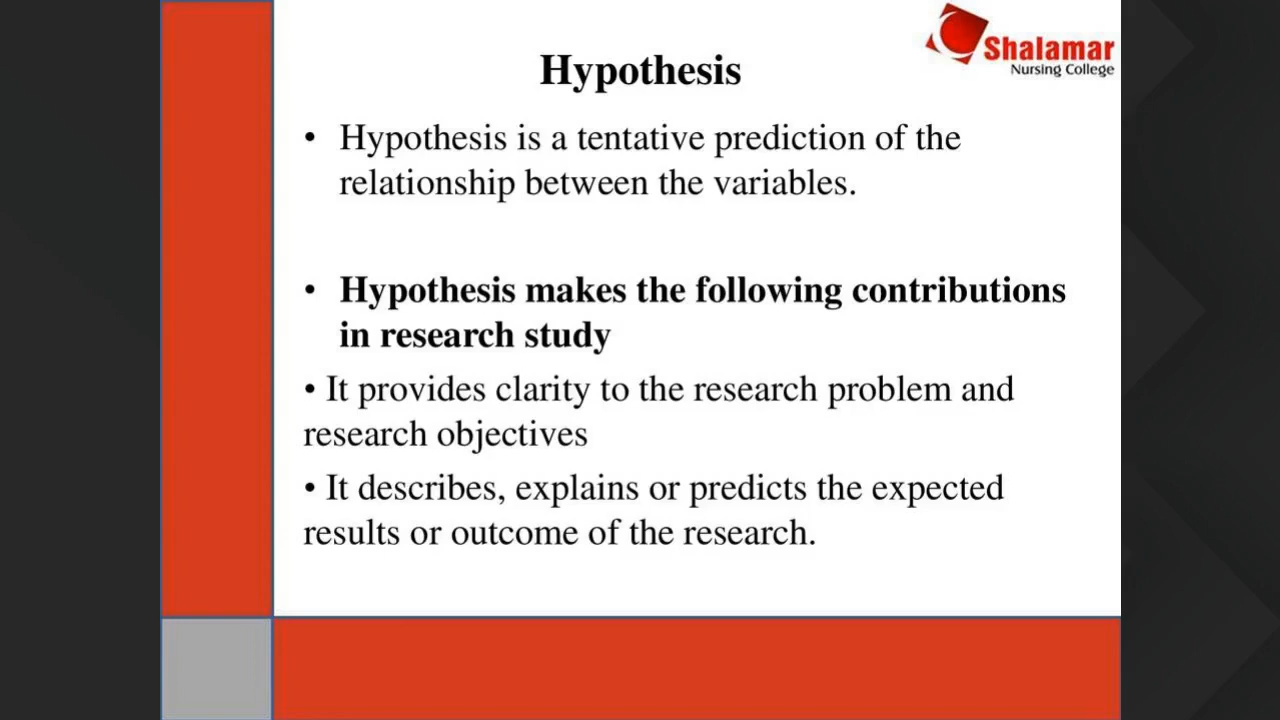 Shalamar
Nursing College
Hypothesis
• Hypothesis is a tentative prediction of the
relationship between the variables.
• Hypothesis makes the following contributions
in research study
• It provides clarity to the research problem and
research objectives
• It describes, explains or predicts the expected
results or outcome of the research.